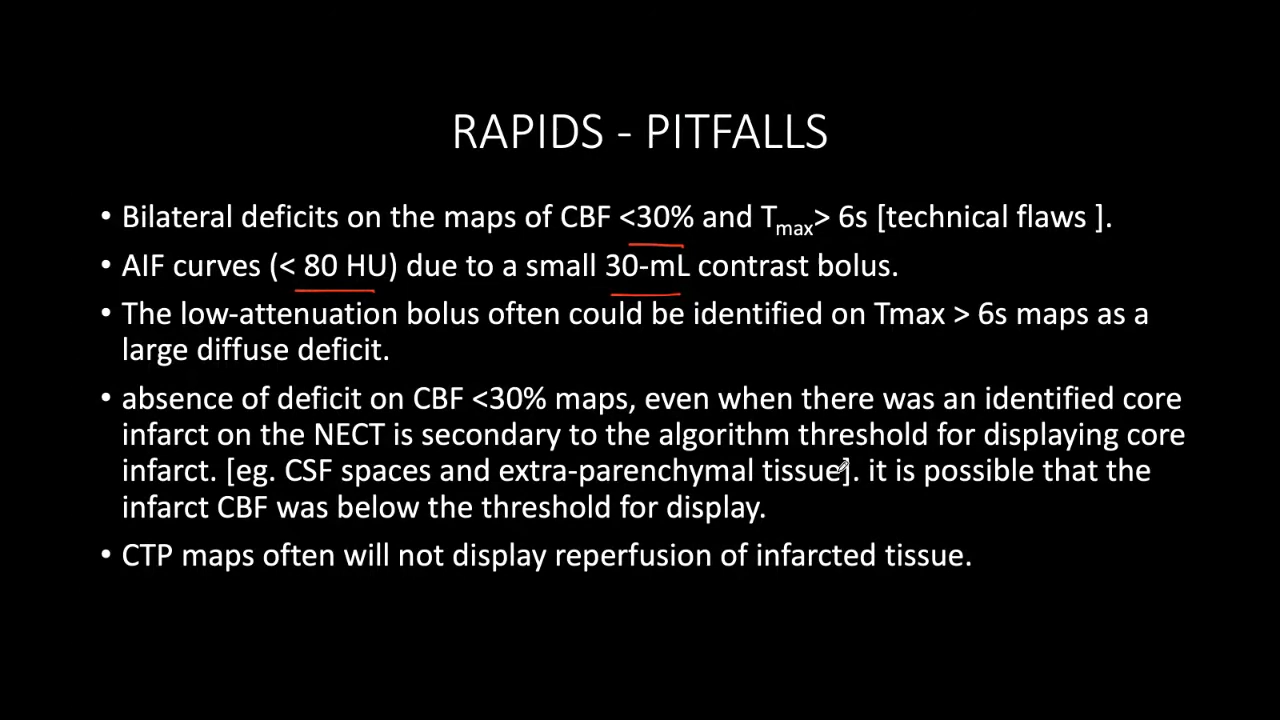 RAPIDS - PITFALLS
• Bilateral deficits on the maps of CBF <30% and Tmax> 6s [technical flaws ].
• AIF curves (< 80 HU) due to a small 30-mL contrast bolus.
• The low-attenuation bolus often could be identified on Tmax > 6s maps as a
large diffuse deficit.
• absence of deficit on CBF <30% maps, even when there was an identified core
infarct on the NECT is secondary to the algorithm threshold for displaying core
infarct. [eg. CSF spaces and extra-parenchymal tissue]. it is possible that the
infarct CBF was below the threshold for display.
• CTP maps often will not display reperfusion of infarcted tissue.